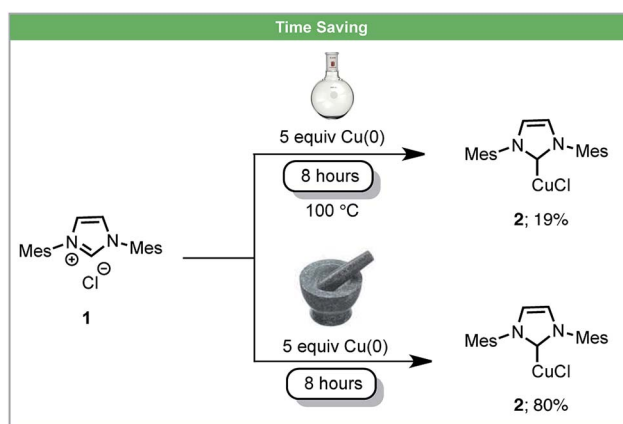 Time Saving
5 equiv Cu(0)
8 hours
100 °C
Mes N N Mes
CuCl
2; 19%
Mes N N Mes
⊕
Cl ⊖
1
5 equiv Cu(0)
8 hours
Mes N N Mes
CuCl
2; 80%